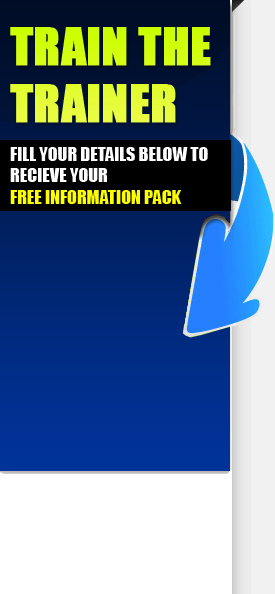 TRAIN THE
TRAINER
FILL YOUR DETAILS BELOW TO
RECIEVE YOUR
FREE INFORMATION PACK